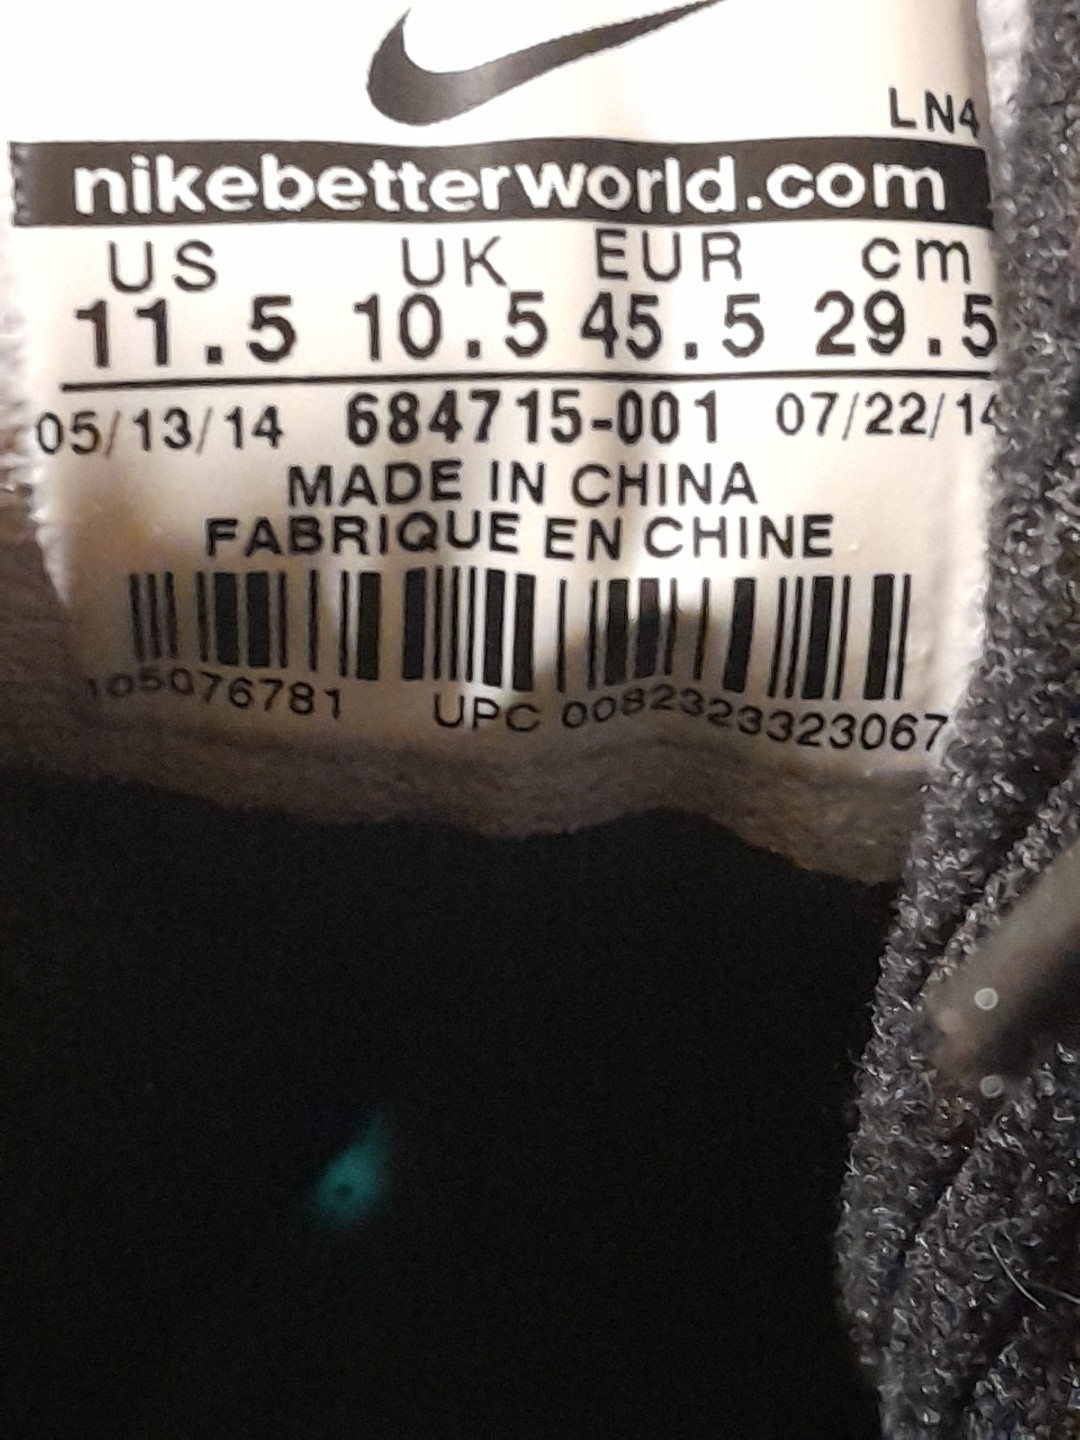 LN4
nikebetterworld.com
US UK EUR cm
11.5 10.5 45.5 29.5
05/13/14 684715-001 07/22/14
MADE IN CHINA
FABRIQUE EN CHINE
105076781 UPC 0082323323067